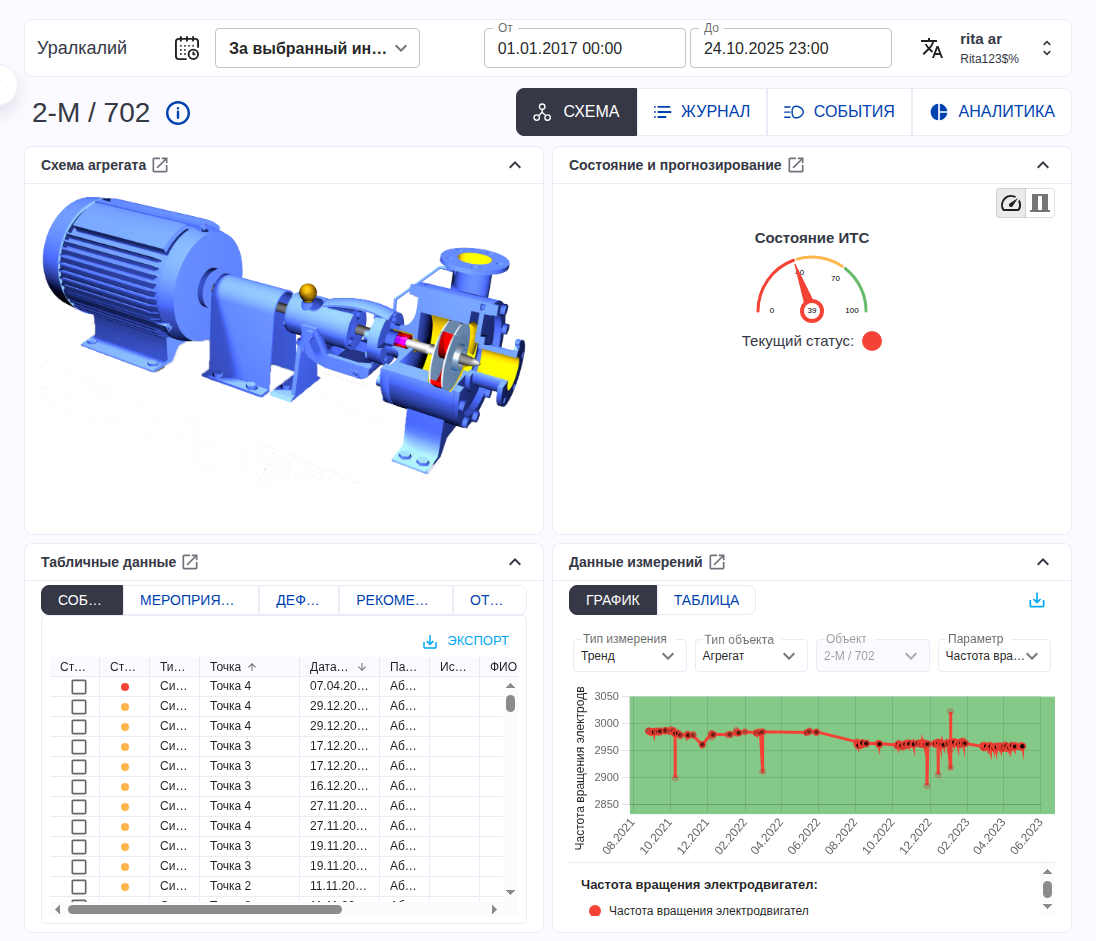 Уралкалий
За выбранный ин...
От
01.01.2017 00:00
До
24.10.2025 23:00
rita ar
Rita123$%
2-М / 702
СХЕМА
ЖУРНАЛ
СОБЫТИЯ
АНАЛИТИКА
Схема агрегата
Состояние и прогнозирование
Состояние ИТС
0
70
100
39
Текущий статус:
Табличные данные
СОБ...
МЕРОПРИЯ...
ДЕФ...
РЕКОМЕ...
ОТ...
ЭКСПОРТ
Ст... Ст... Ти... Точка Дата... Па... Ис... ФИО
Си... Точка 4 07.04.20... Аб...
Си... Точка 4 29.12.20... Аб...
Си... Точка 4 29.12.20... Аб...
Си... Точка 3 17.12.20... Аб...
Си... Точка 3 17.12.20... Аб...
Си... Точка 3 16.12.20... Аб...
Си... Точка 4 27.11.20... Аб...
Си... Точка 4 27.11.20... Аб...
Си... Точка 3 19.11.20... Аб...
Си... Точка 3 19.11.20... Аб...
Си... Точка 2 11.11.20... Аб...
Данные измерений
ГРАФИК
ТАБЛИЦА
Тип измерения
Тренд
Тип объекта
Агрегат
Объект
2-М / 702
Параметр
Частота вра...
Частота вращения электродв
3050
3000
2950
2900
2850
08.2021
10.2021
12.2021
02.2022
04.2022
06.2022
08.2022
10.2022
12.2022
02.2023
04.2023
06.2023
Частота вращения электродвигател:
Частота вращения электродвигател